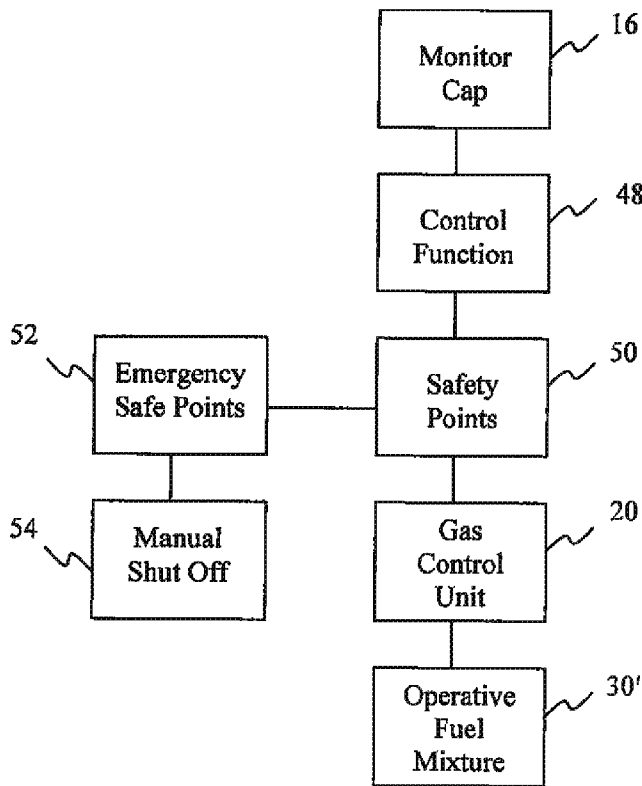 16
Monitor
Cap
48
Control
Function
52
Emergency
Safe Points
50
Safety
Points
54
Manual
Shut Off
20
Gas
Control
Unit
30'
Operative
Fuel
Mixture